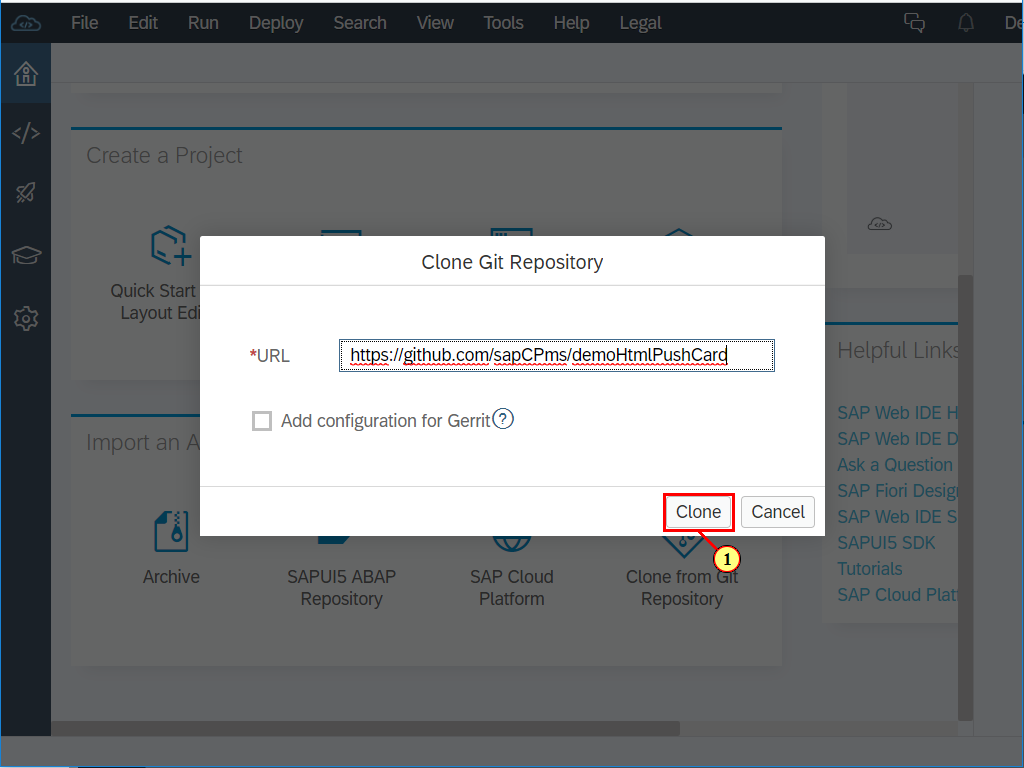 File Edit Run Deploy Search View Tools Help Legal De
Create a Project
Quick Start
Layout Edi
Clone Git Repository
*URL https://github.com/sapCPms/demoHtmlPushCard
Add configuration for Gerrit ?
Clone Cancel
1
Import an A
Archive
SAPUI5 ABAP
Repository
SAP Cloud
Platform
Clone from Git
Repository
Helpful Links
SAP Web IDE H
SAP Web IDE D
Ask a Question
SAP Fiori Desig
SAP Web IDE S
SAPUI5 SDK
Tutorials
SAP Cloud Platf